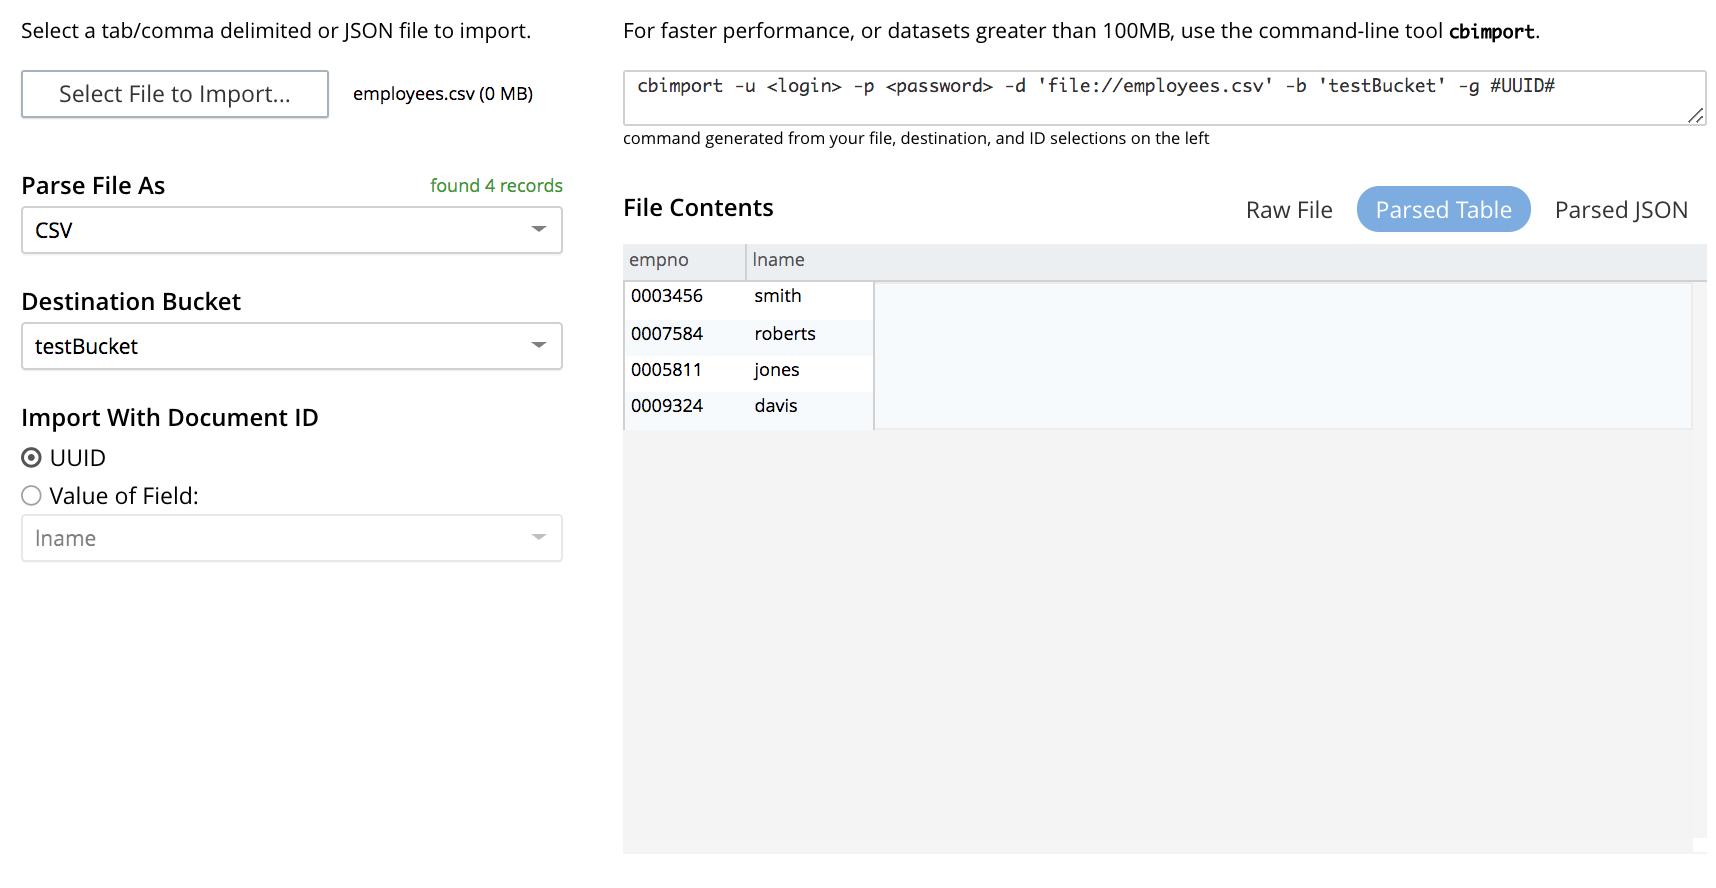 Select a tab/comma delimited or JSON file to import.
Select File to Import...
employees.csv (0 MB)
Parse File As
found 4 records
CSV
Destination Bucket
testBucket
Import With Document ID
UUID
Value of Field:
lname
For faster performance, or datasets greater than 100MB, use the command-line tool cbimport.
cbimport -u <login> -p <password> -d 'file://employees.csv' -b 'testBucket' -g #UUID#
command generated from your file, destination, and ID selections on the left
File Contents
Raw File
Parsed Table
Parsed JSON
empno lname
0003456 smith
0007584 roberts
0005811 jones
0009324 davis